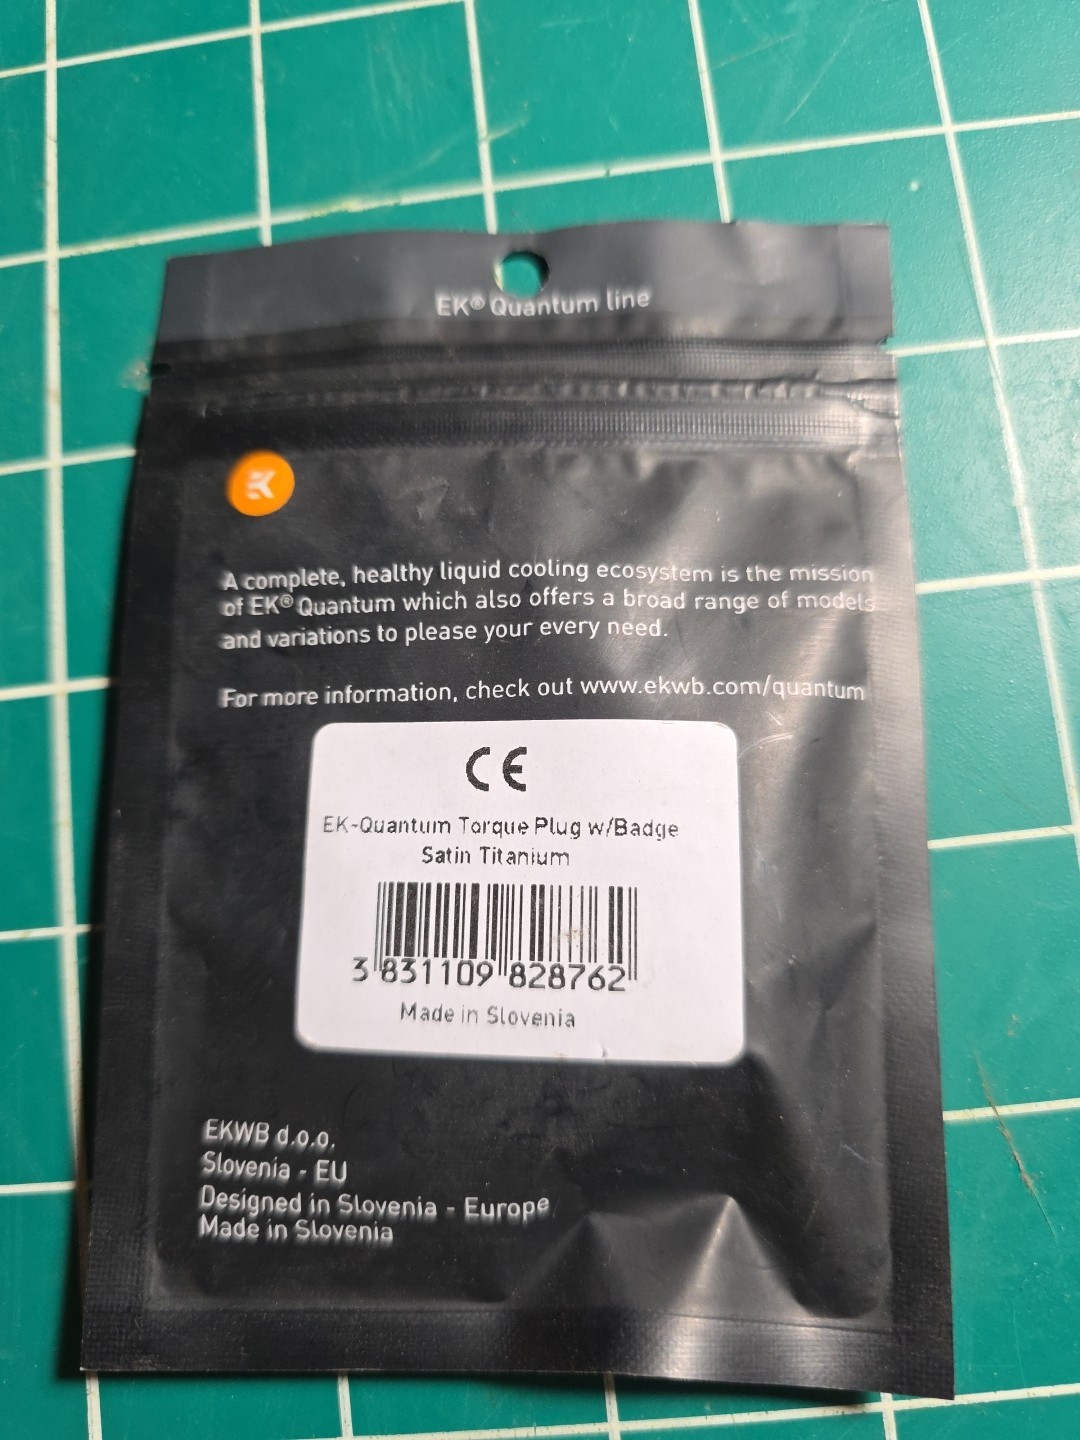 EK® Quantum line
A complete, healthy liquid cooling ecosystem is the mission
of EK® Quantum which also offers a broad range of models
and variations to please your every need.
For more information, check out www.ekwb.com/quantum
CE
EK-Quantum Torque Plug w/Badge
Satin Titanium
3 831109 828762
Made in Slovenia
EKWB d.o.o.
Slovenia - EU
Designed in Slovenia - Europe
Made in Slovenia